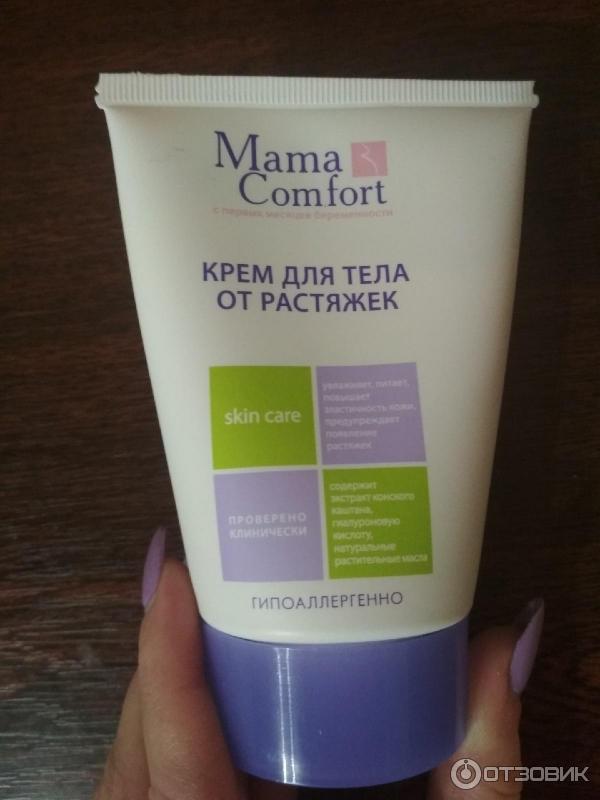 Mama
Comfort
с первых месяцев беременности
КРЕМ ДЛЯ ТЕЛА
ОТ РАСТЯЖЕК
skin care
увлажняет, питает,
повышает
эластичность кожи,
предупреждает
появление
растяжек
ПРОВЕРЕНО
КЛИНИЧЕСКИ
содержит
экстракт конского
каштана,
гиалуроновую
кислоту,
натуральные
растительные масла
ГИПОАЛЛЕРГЕННО
ОТЗОВИК